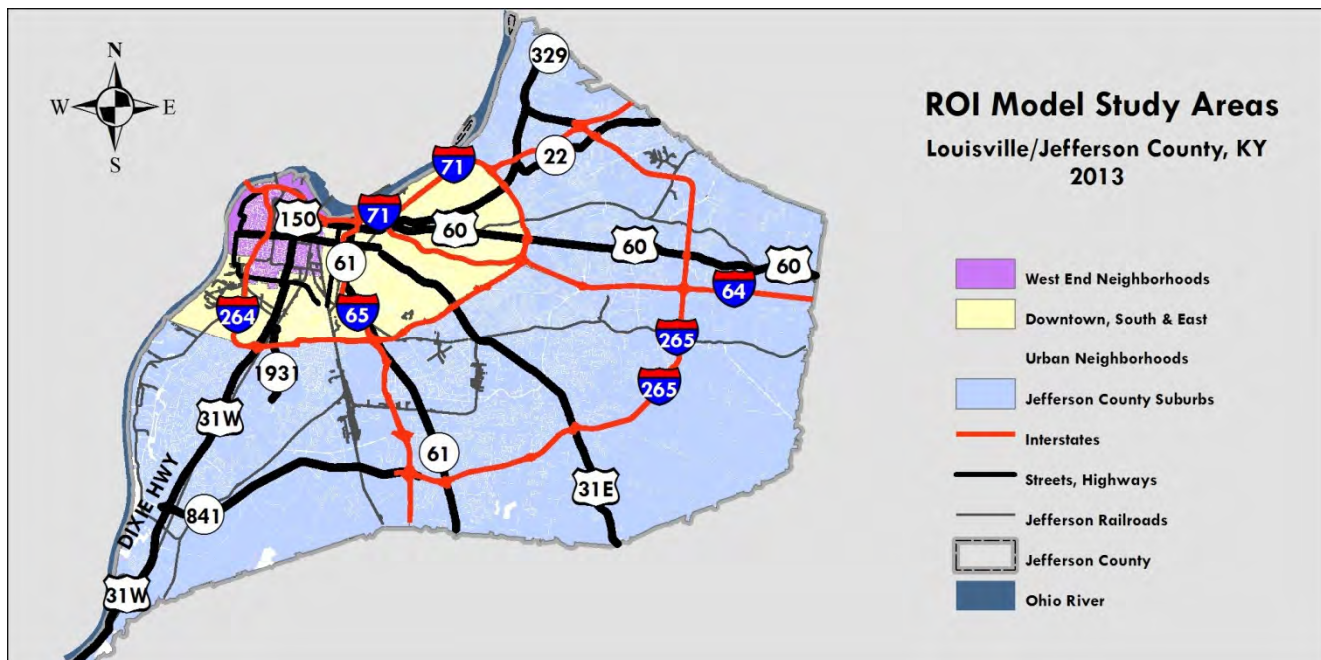 N
W E
S
ROI Model Study Areas
Louisville/Jefferson County, KY
2013
329
22
71
71
150
60
60
60
61
64
264
65
265
265
1931
31W
61
31E
841
DIXIE HWY
31W
West End Neighborhoods
Downtown, South & East
Urban Neighborhoods
Jefferson County Suburbs
Interstates
Streets, Highways
Jefferson Railroads
Jefferson County
Ohio River